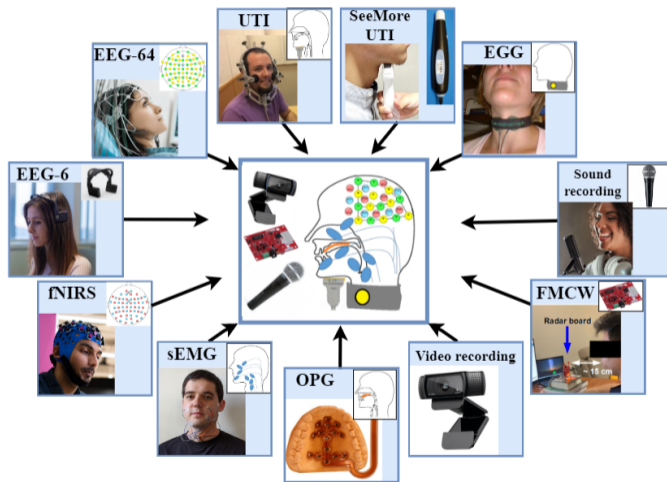 UTI
SeeMore
UTI
EEG-64
EGG
EEG-6
Sound
recording
fNIRS
FMCW
Radar board
~ 15 cm
sEMG
OPG
Video recording